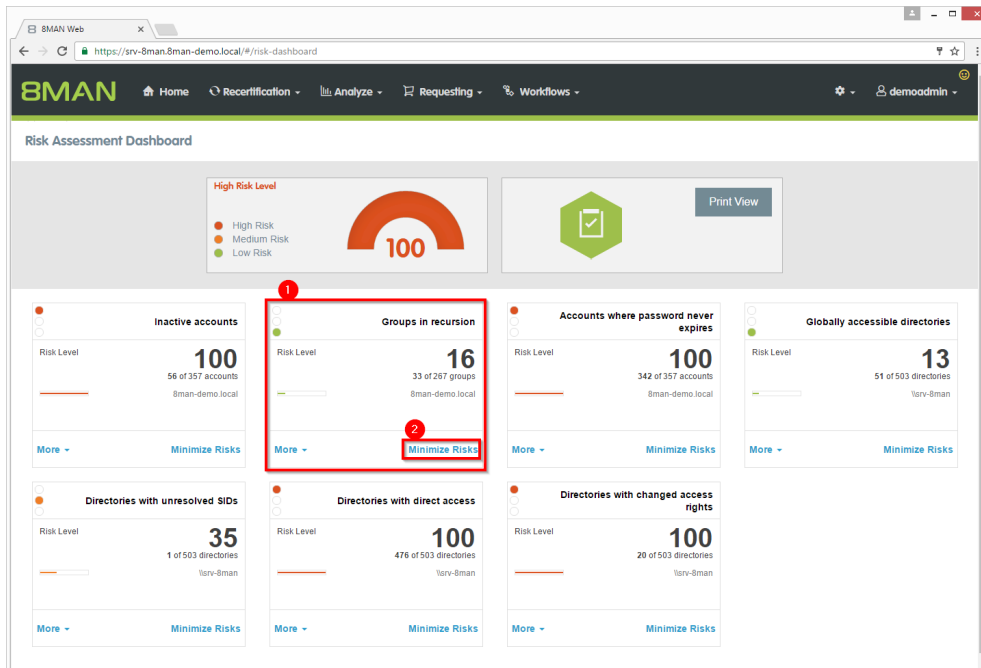 8MAN Web
https://srv-8man.8man-demo.local/#/risk-dashboard
8MAN Home Recertification Analyze Requesting Workflows demoadmin
Risk Assessment Dashboard
High Risk Level
High Risk
Medium Risk
Low Risk
100
Print View
1
Inactive accounts
Risk Level
100
56 of 357 accounts
8man-demo.local
More
Minimize Risks
Groups in recursion
Risk Level
16
33 of 267 groups
8man-demo.local
2
More
Minimize Risks
Accounts where password never
expires
Risk Level
100
342 of 357 accounts
8man-demo.local
More
Minimize Risks
Globally accessible directories
Risk Level
13
51 of 503 directories
\\srv-8man
More
Minimize Risks
Directories with unresolved SIDs
Risk Level
35
1 of 503 directories
\\srv-8man
More
Minimize Risks
Directories with direct access
Risk Level
100
476 of 503 directories
\\srv-8man
More
Minimize Risks
Directories with changed access
rights
Risk Level
100
20 of 503 directories
\\srv-8man
More
Minimize Risks